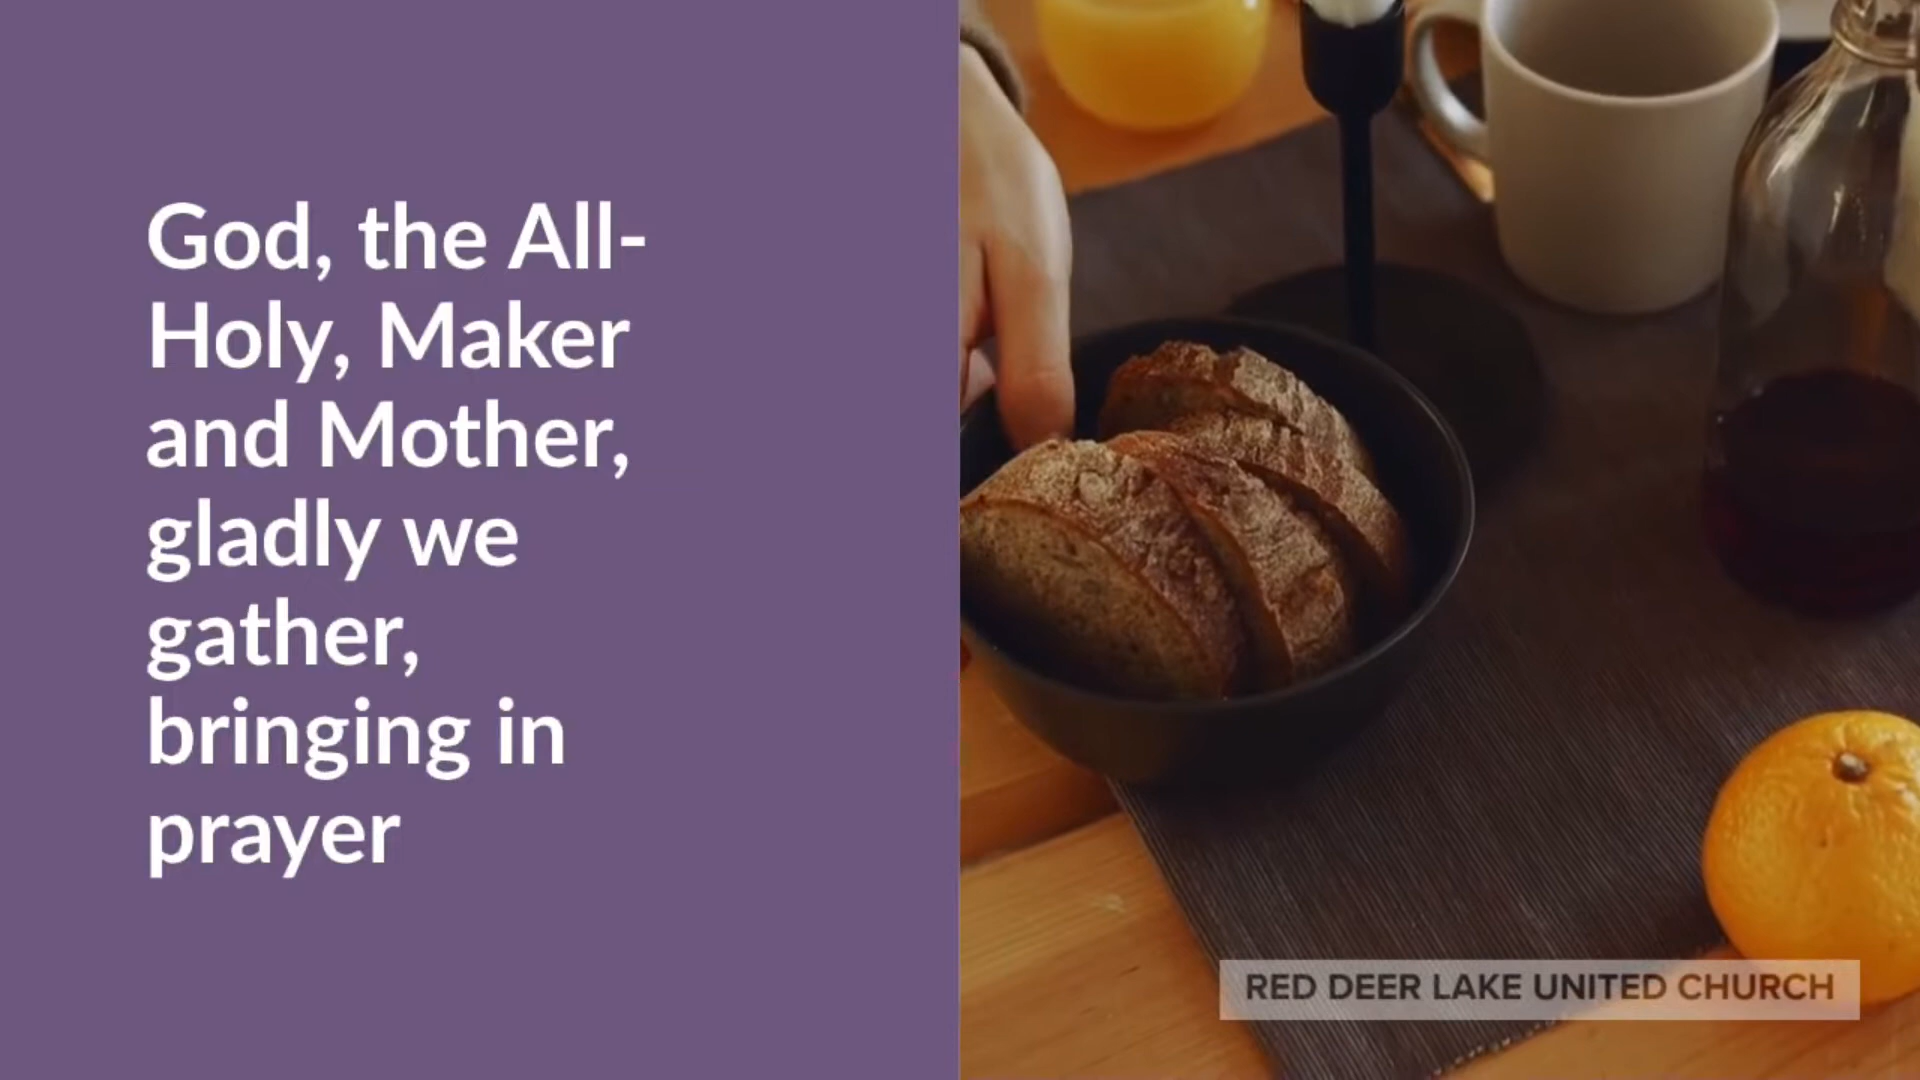 God, the All-
Holy, Maker
and Mother,
gladly we
gather,
bringing in
prayer
RED DEER LAKE UNITED CHURCH